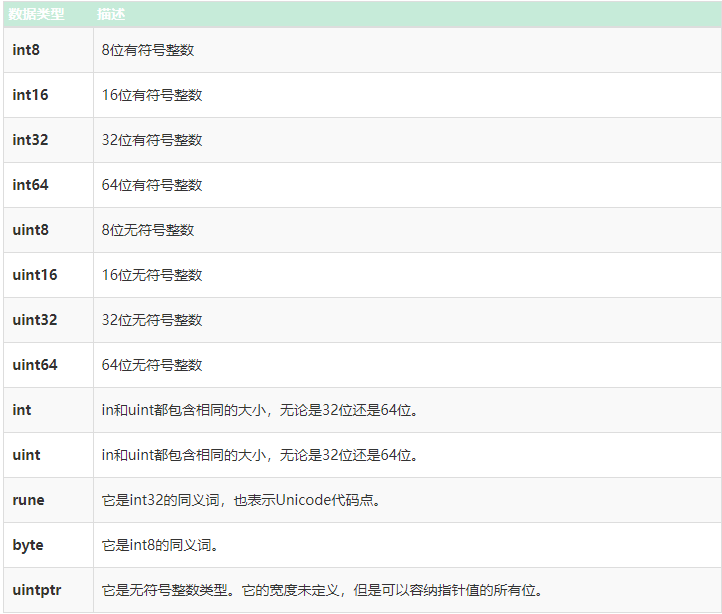 数据类型 描述
int8 8位有符号整数
int16 16位有符号整数
int32 32位有符号整数
int64 64位有符号整数
uint8 8位无符号整数
uint16 16位无符号整数
uint32 32位无符号整数
uint64 64位无符号整数
int in和uint都包含相同的大小，无论是32位还是64位。
uint in和uint都包含相同的大小，无论是32位还是64位。
rune 它是int32的同义词，也表示Unicode代码点。
byte 它是int8的同义词。
uintptr 它是无符号整数类型。它的宽度未定义，但是可以容纳指针值的所有位。